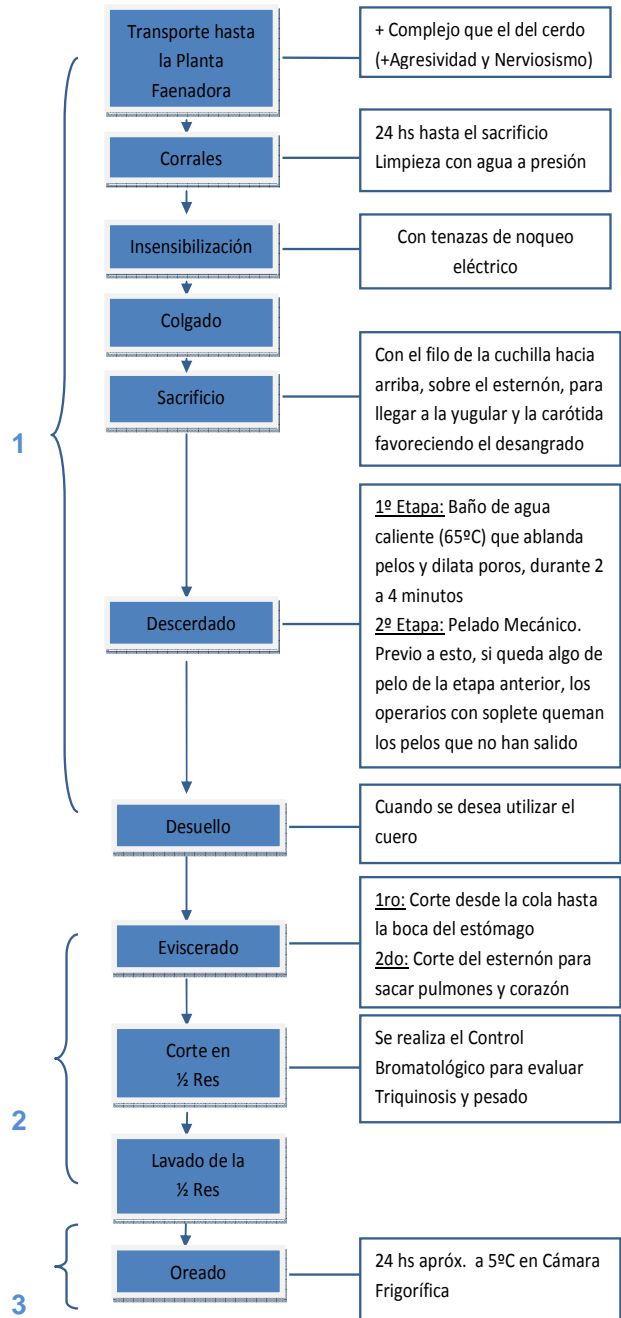 Transporte hasta
la Planta
Faenadora
+ Complejo que el del cerdo
(+Agresividad y Nerviosismo)
Corrales
24 hs hasta el sacrificio
Limpieza con agua a presión
Insensibilización
Con tenazas de noqueo
eléctrico
Colgado
Sacrificio
Con el filo de la cuchilla hacia
arriba, sobre el esternón, para
llegar a la yugular y la carótida
favoreciendo el desangrado
1
Descerdado
1º Etapa: Baño de agua
caliente (65ºC) que ablanda
pelos y dilata poros, durante 2
a 4 minutos
2º Etapa: Pelado Mecánico.
Previo a esto, si queda algo de
pelo de la etapa anterior, los
operarios con soplete queman
los pelos que no han salido
Desuello
Cuando se desea utilizar el
cuero
Eviscerado
1ro: Corte desde la cola hasta
la boca del estómago
2do: Corte del esternón para
sacar pulmones y corazón
Corte en
½ Res
Se realiza el Control
Bromatológico para evaluar
Triquinosis y pesado
2
Lavado de la
½ Res
Oreado
24 hs apróx. a 5ºC en Cámara
Frigorífica
3